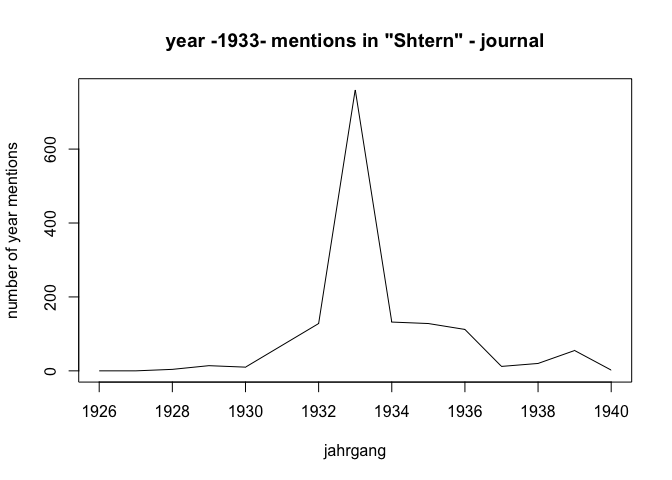 year -1933- mentions in "Shtern" - journal
number of year mentions
600
400
200
0
1926 1928 1930 1932 1934 1936 1938 1940
jahrgang